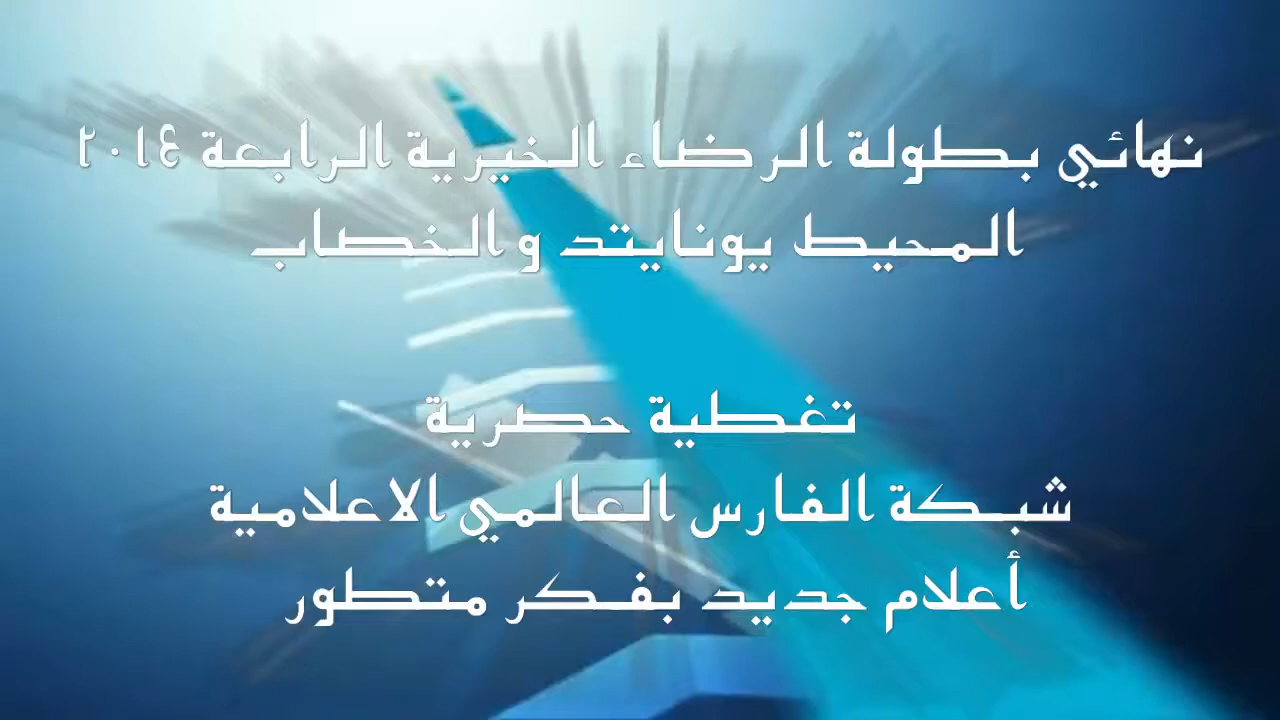 نهائي بطولة الرضاء الخيرية الرابعة ٢٠١٤
المحيط يونايتد والخصاب
تغطية حصرية
شبكة الفارس العالمي الاعلامية
أعلام جديد بفكر متطور